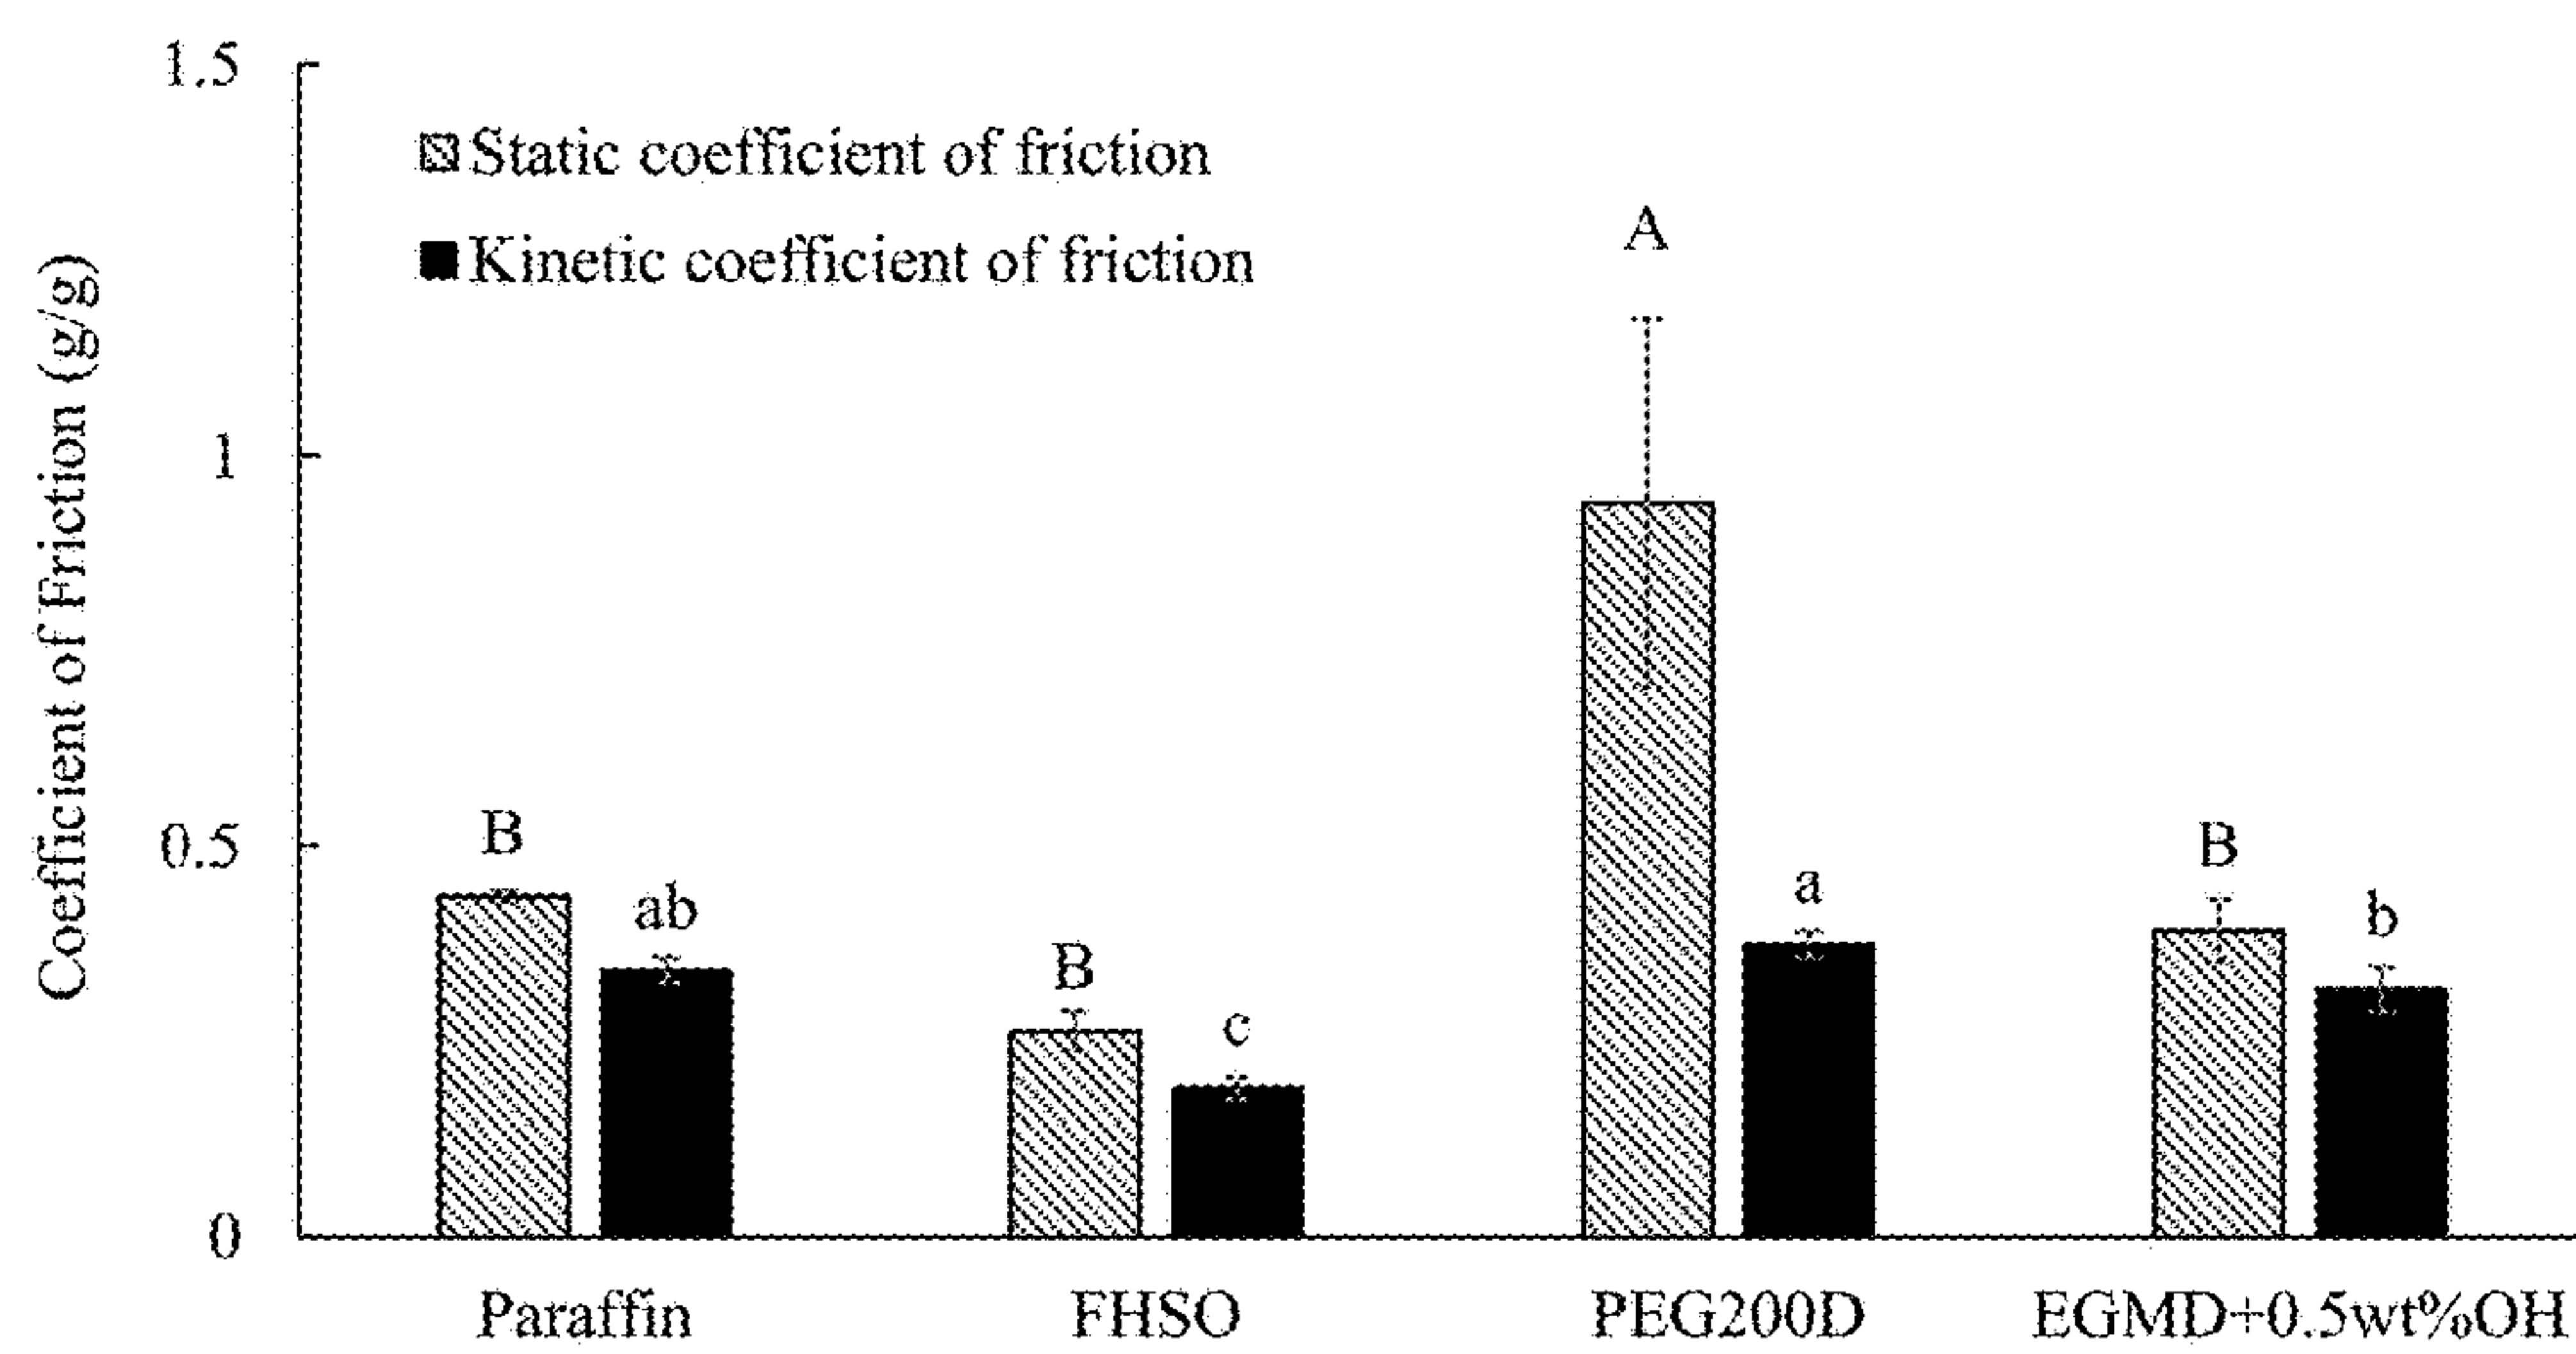 1.5
Static coefficient of friction
Kinetic coefficient of friction
A
1
Coefficient of Friction (g/g)
0.5
B
ab
B
c
a
B
b
0
Paraffin
FHSO
PEG200D
EGMD+0.5wt%OH